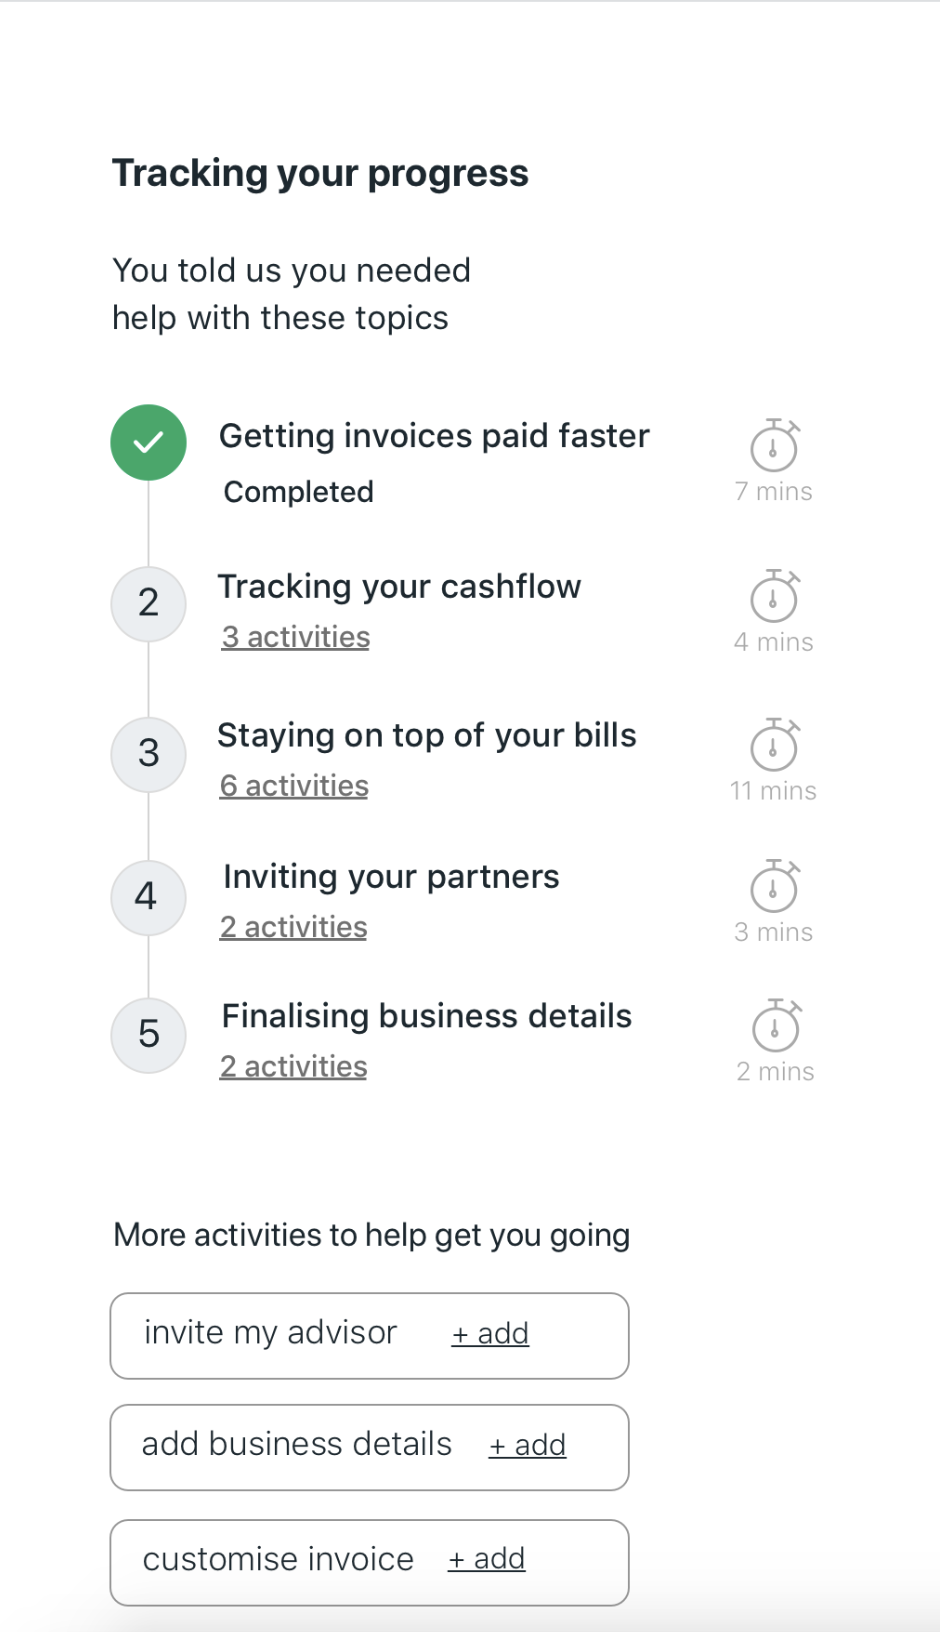 Tracking your progress
You told us you needed
help with these topics
Getting invoices paid faster
7 mins
Completed
2
Tracking your cashflow
3 activities
4 mins
3
Staying on top of your bills
6 activities
11 mins
4
Inviting your partners
2 activities
3 mins
5
Finalising business details
2 activities
2 mins
More activities to help get you going
invite my advisor + add
add business details + add
customise invoice + add